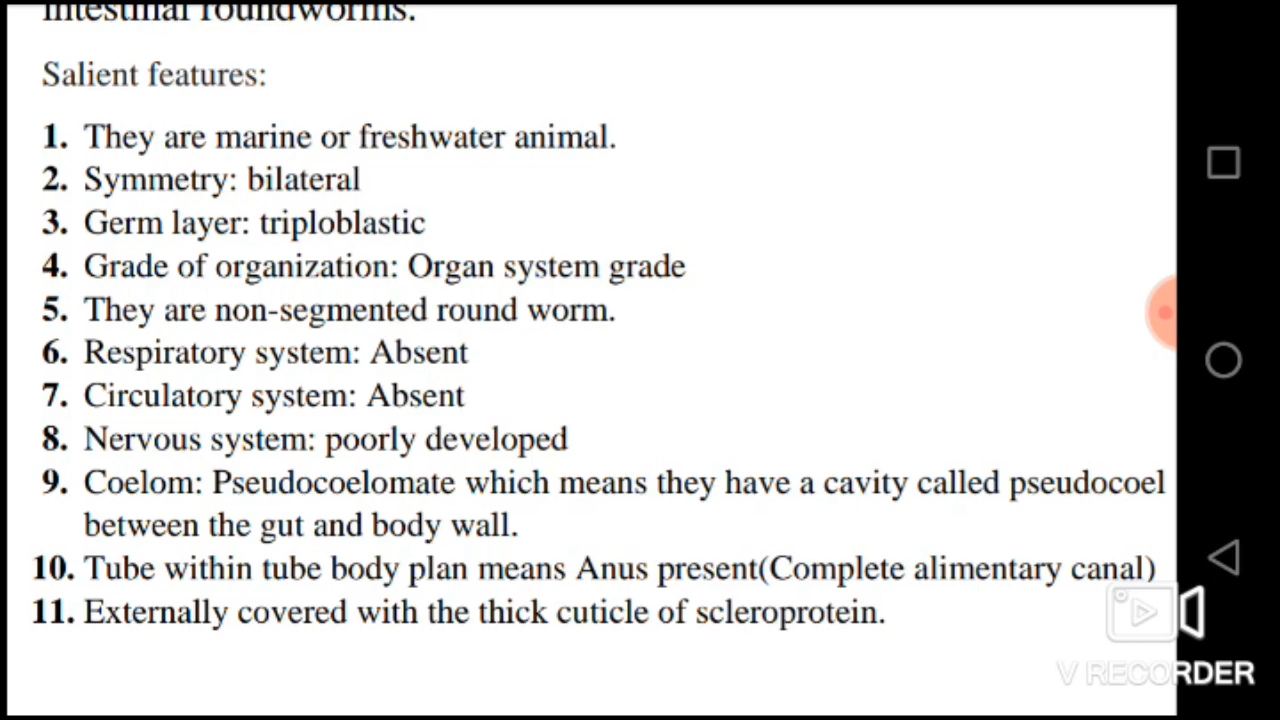 intestinal roundworms.
Salient features:
1. They are marine or freshwater animal.
2. Symmetry: bilateral
3. Germ layer: triploblastic
4. Grade of organization: Organ system grade
5. They are non-segmented round worm.
6. Respiratory system: Absent
7. Circulatory system: Absent
8. Nervous system: poorly developed
9. Coelom: Pseudocoelomate which means they have a cavity called pseudocoel
between the gut and body wall.
10. Tube within tube body plan means Anus present(Complete alimentary canal)
11. Externally covered with the thick cuticle of scleroprotein.
V RECORDER